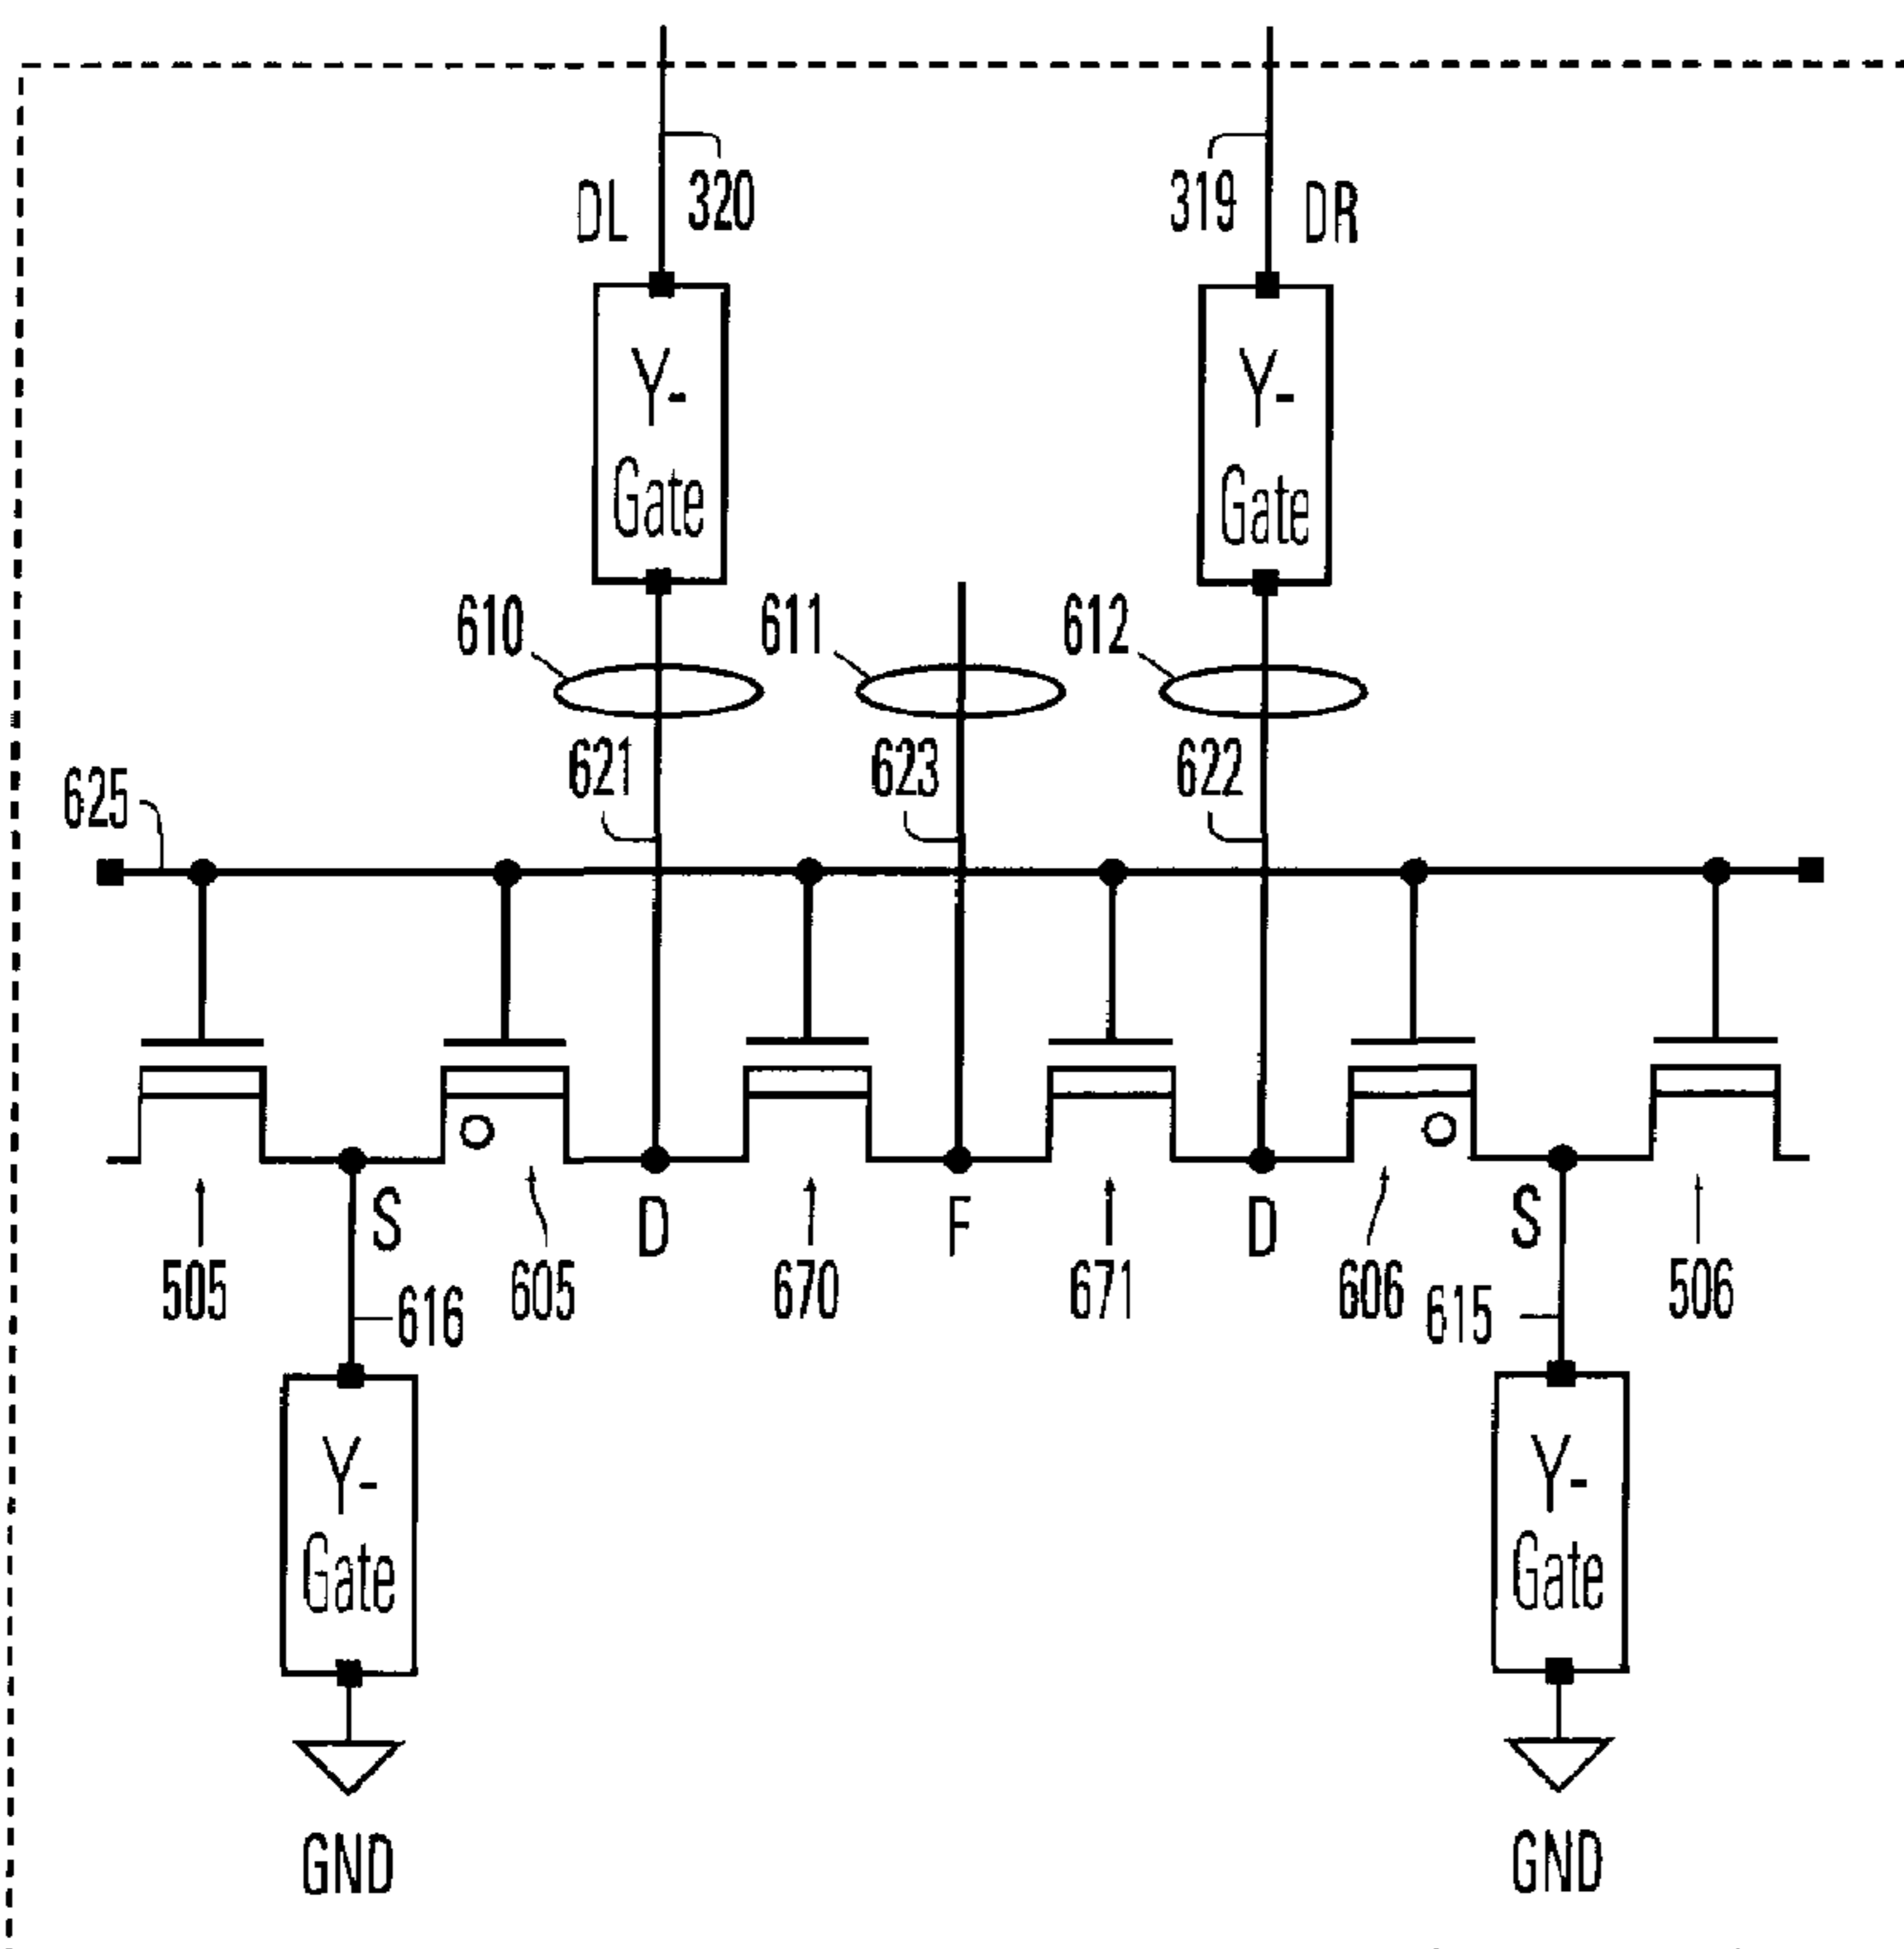 DL
320
319
DR
Y-
Gate
Y-
Gate
610
611
612
621
623
622
625
S
D
F
D
S
505
605
670
671
606
506
616
615
Y-
Gate
Y-
Gate
GND
GND